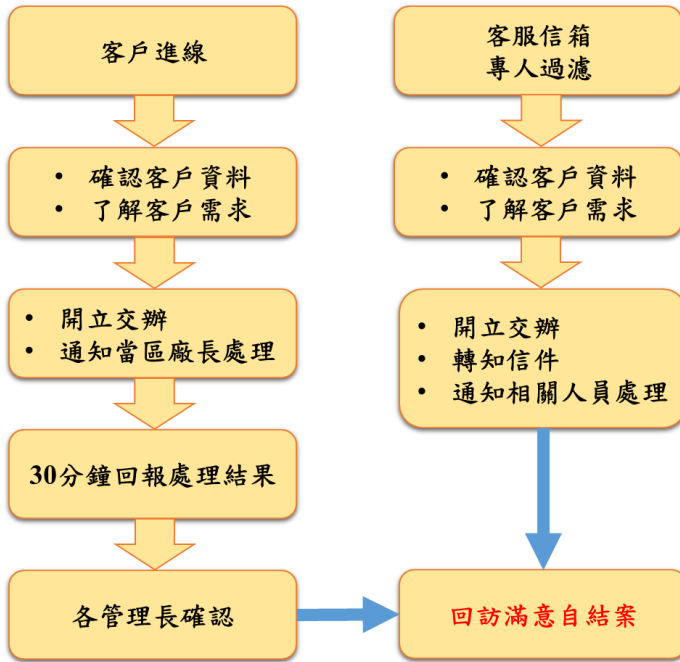 客戶進線
• 確認客戶資料
• 了解客戶需求
• 開立交辦
• 通知當區廠長處理
30分鐘回報處理結果
各管理長確認
客服信箱
專人過濾
• 確認客戶資料
• 了解客戶需求
• 開立交辦
• 轉知信件
• 通知相關人員處理
回訪滿意自結案